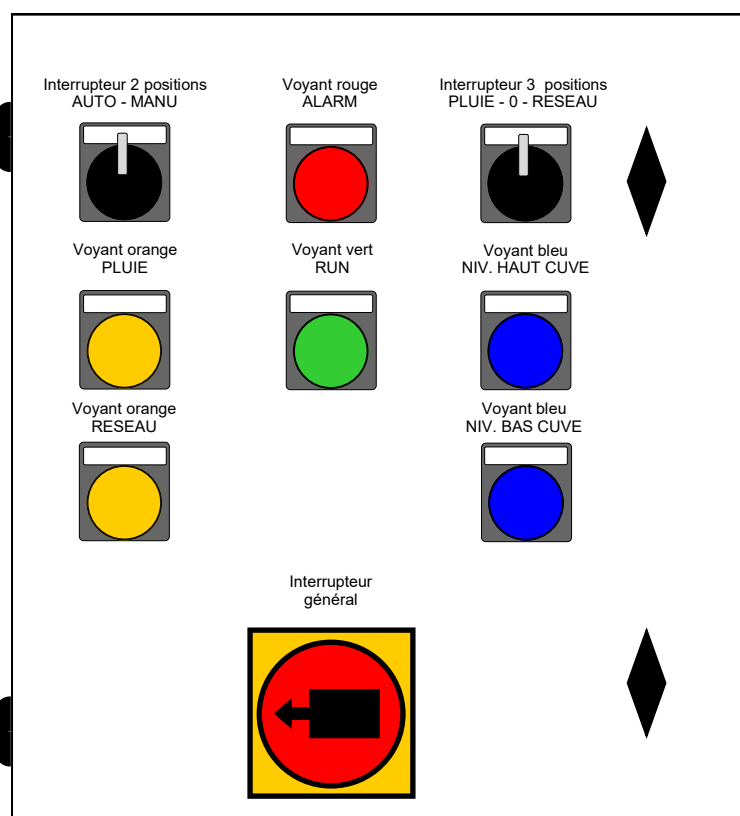 Interrupteur 2 positions
AUTO - MANU
Voyant rouge
ALARM
Interrupteur 3 positions
PLUIE - 0 - RESEAU
Voyant orange
PLUIE
Voyant vert
RUN
Voyant bleu
NIV. HAUT CUVE
Voyant orange
RESEAU
Voyant bleu
NIV. BAS CUVE
Interrupteur
général